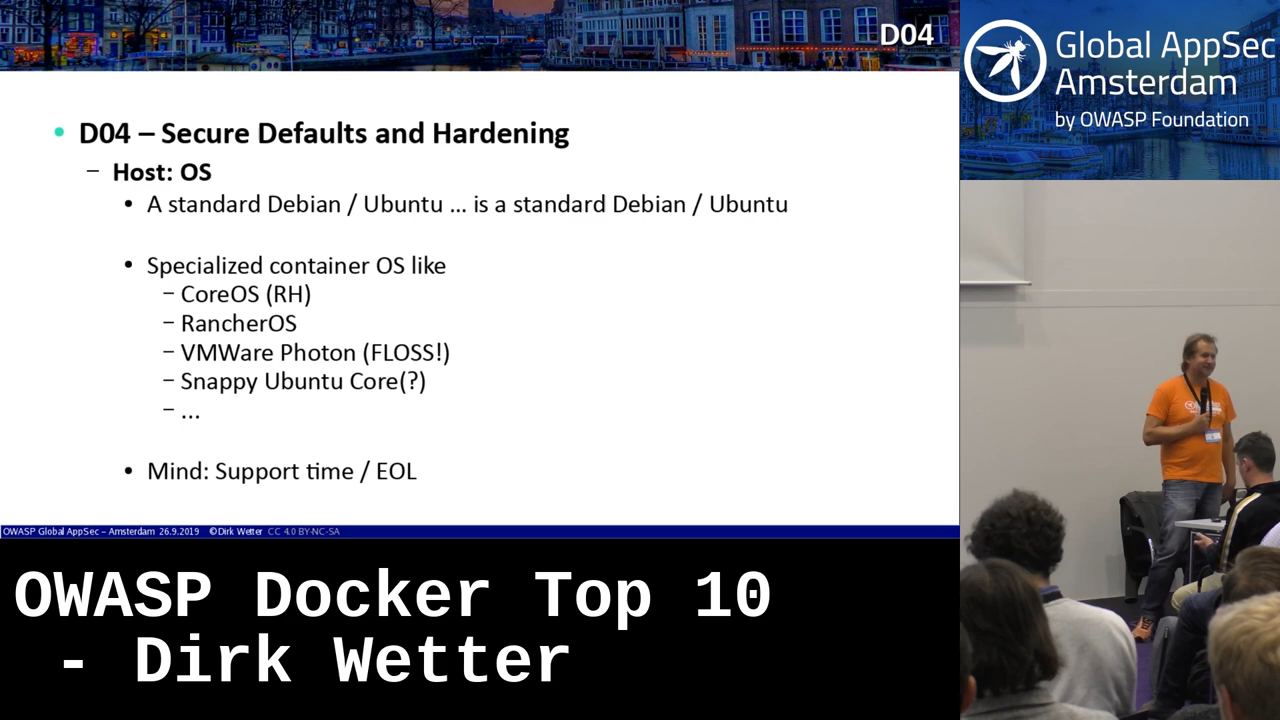 D04
• D04 – Secure Defaults and Hardening
– Host: OS
• A standard Debian / Ubuntu ... is a standard Debian / Ubuntu
• Specialized container OS like
– CoreOS (RH)
– RancherOS
– VMWare Photon (FLOSS!)
– Snappy Ubuntu Core(?)
– ...
• Mind: Support time / EOL
OWASP Global AppSec – Amsterdam 26.9.2019 ©Dirk Wetter CC 4.0 BY-NC-SA
OWASP Docker Top 10
- Dirk Wetter
Global AppSec
Amsterdam
by OWASP Foundation